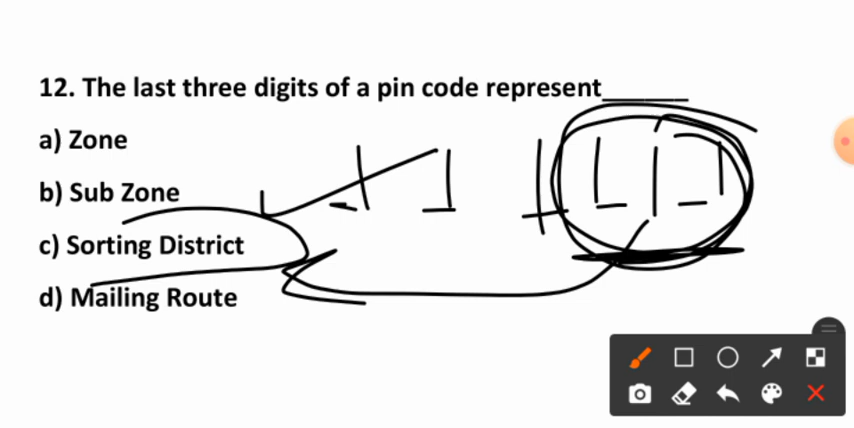 12. The last three digits of a pin code represent______
a) Zone
b) Sub Zone
c) Sorting District
d) Mailing Route